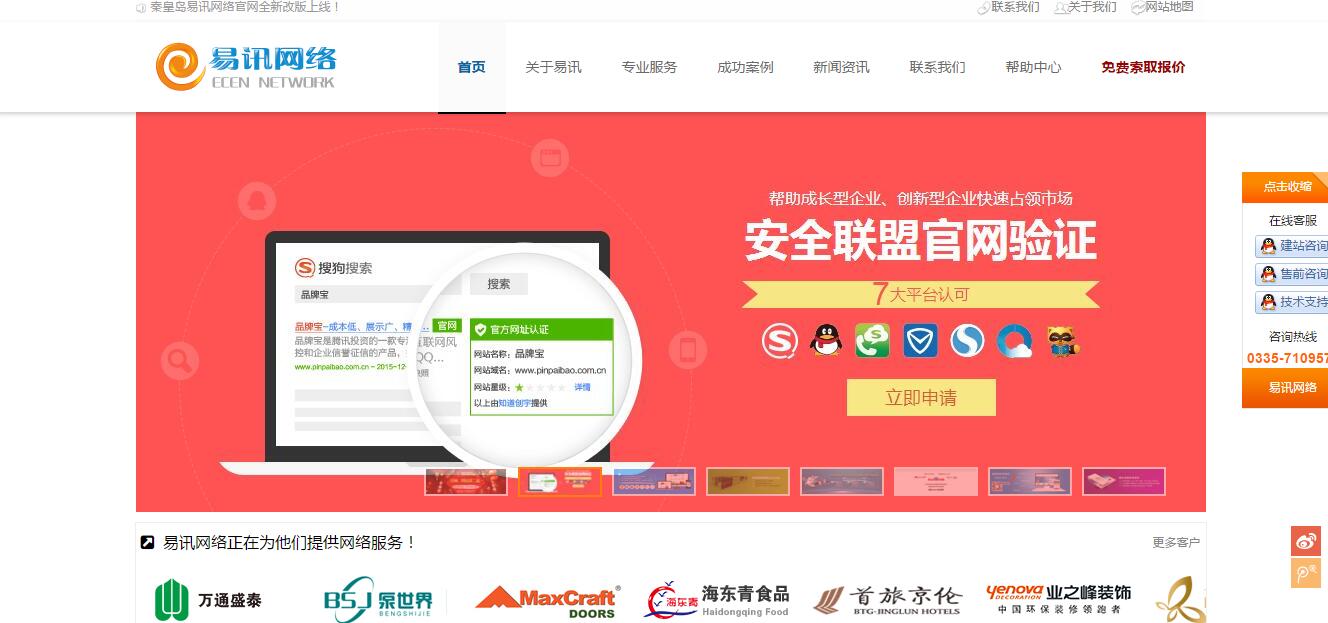 秦皇岛易讯网络官网全新改版上线！
联系我们 关于我们 网站地图
易讯网络
ECEN NETWORK
首页 关于易讯 专业服务 成功案例 新闻资讯 联系我们 帮助中心 免费索取报价
帮助成长型企业、创新型企业快速占领市场
安全联盟官网验证
7大平台认可
立即申请
搜狗搜索
品牌宝
搜索
品牌宝-成本低、展示广、精... 官网
品牌宝是腾讯投资的一款专
互联网风
控和企业信誉征信的产品，
QQ...
www.pinpaibao.com.cn - 2015-12-
官方网址认证
网站名称：品牌宝
网站域名：www.pinpaibao.com.cn
网站星级： 详情
以上由知道创宇提供
点击收缩
在线客服
建站咨询
售前咨询
技术支持
咨询热线
0335-710957
易讯网络
易讯网络正在为他们提供网络服务！
更多客户
万通盛泰
BSJ 泵世界
BENGSHIJIE
MaxCraft®
DOORS
海东青
海东青食品
Haidongqing Food
首旅京伦
BTG-JINGLUN HOTELS
yenova 业之峰装饰
DECORATION
中国环保装修领跑者